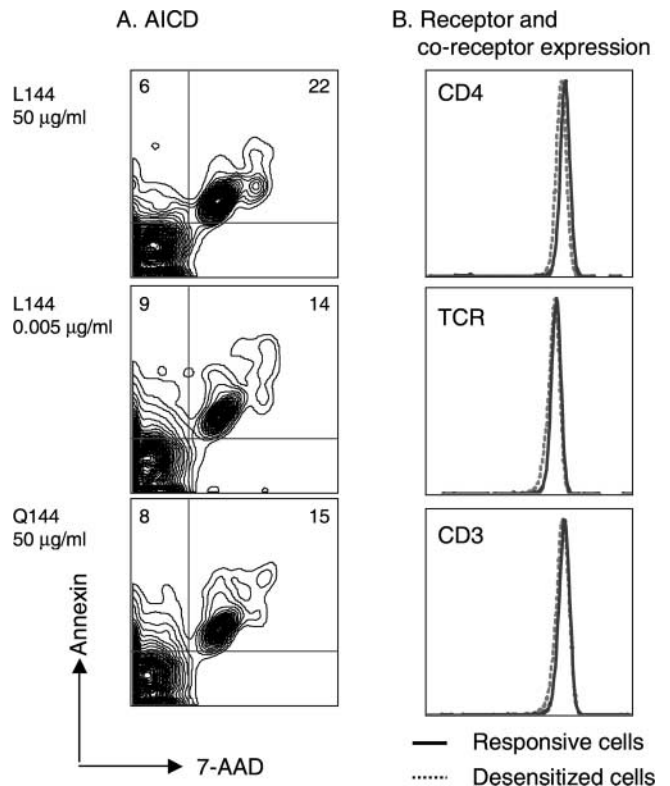 A. AICD
B. Receptor and
co-receptor expression
L144
50 µg/ml
6
22
CD4
L144
0.005 µg/ml
9
14
TCR
Q144
50 µg/ml
8
15
CD3
Annexin
7-AAD
Responsive cells
Desensitized cells